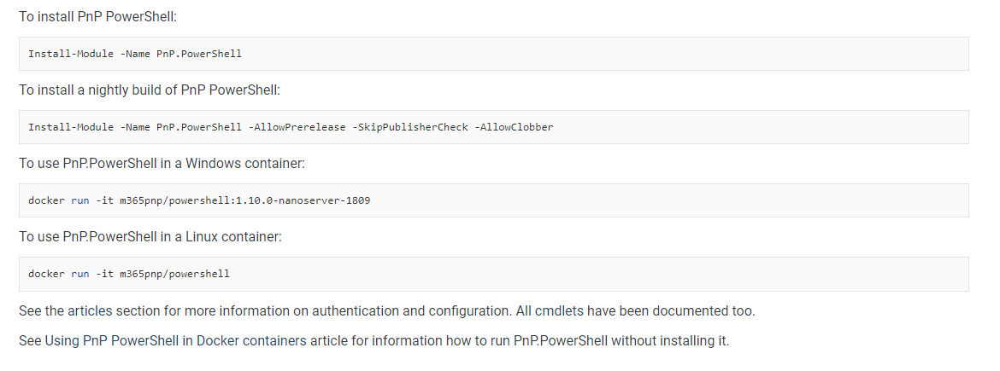 To install PnP PowerShell:
Install-Module -Name PnP.PowerShell
To install a nightly build of PnP PowerShell:
Install-Module -Name PnP.PowerShell -AllowPrerelease -SkipPublisherCheck -AllowClobber
To use PnP.PowerShell in a Windows container:
docker run -it m365pnp/powershell:1.10.0-nanoserver-1809
To use PnP.PowerShell in a Linux container:
docker run -it m365pnp/powershell
See the articles section for more information on authentication and configuration. All cmdlets have been documented too.
See Using PnP PowerShell in Docker containers article for information how to run PnP.PowerShell without installing it.